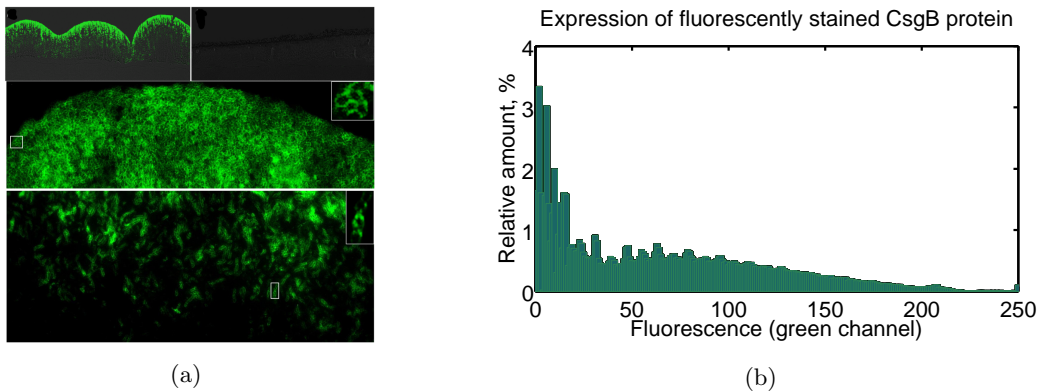 Expression of fluorescently stained CsgB protein
Relative amount, %
4
3
2
1
0
0 50 100 150 200 250
Fluorescence (green channel)
(a)
(b)